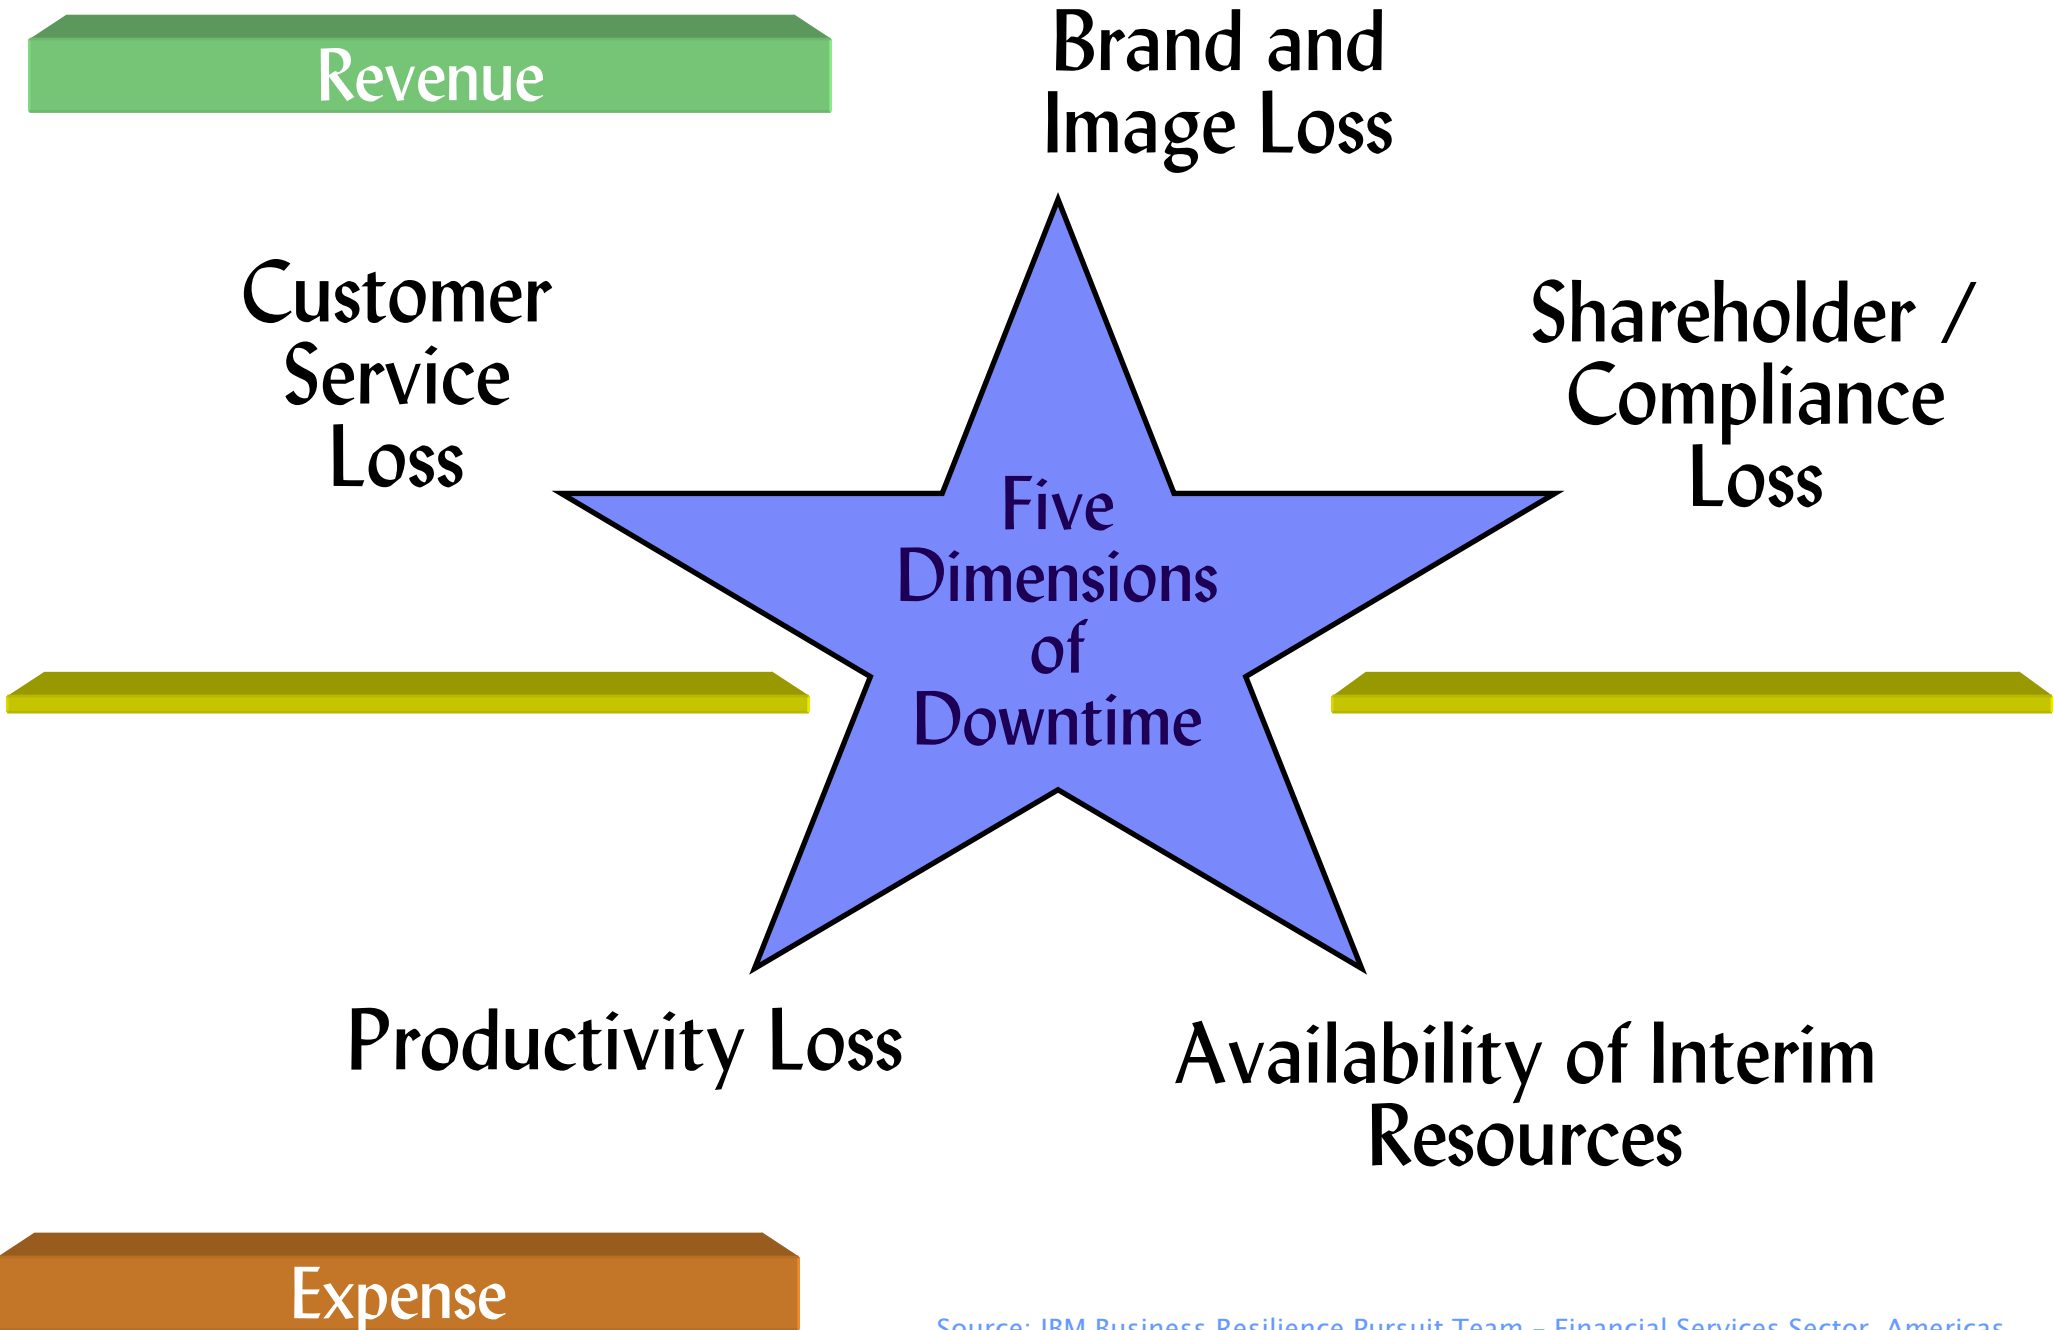 Revenue
Brand and
Image Loss
Customer
Service
Loss
Shareholder /
Compliance
Loss
Five
Dimensions
of
Downtime
Productivity Loss
Availability of Interim
Resources
Expense
Source: IBM Business Resilience Pursuit Team – Financial Services Sector, Americas